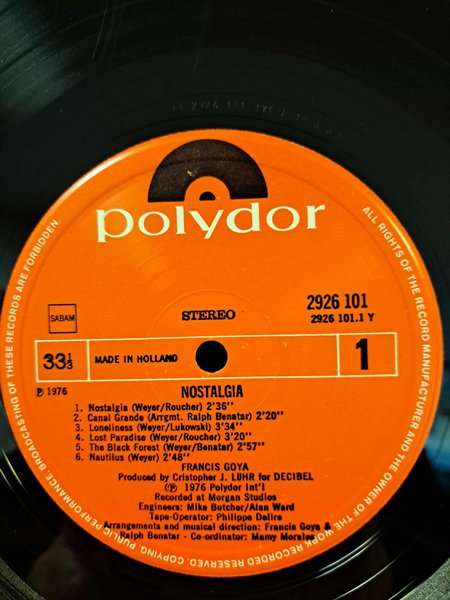 2926 101
polydor
2926 101
STEREO
2926 101.1 Y
SABAM
33⅓
MADE IN HOLLAND
1
℗ 1976
NOSTALGIA
1. Nostalgia (Weyer/Roucher) 2'36"
2. Canal Grande (Arrgmt. Ralph Benatar) 2'20"
3. Loneliness (Weyer/Lukowski) 3'34"
4. Lost Paradise (Weyer/Roucher) 3'20"
5. The Black Forest (Weyer/Benatar) 2'57"
6. Nautilus (Weyer) 2'48"
FRANCIS GOYA
Produced by Cristopher J. LÜHR for DECIBEL
℗ 1976 Polydor Int'l
Recorded at Morgan Studios
Engineers: Mike Butcher/Alan Ward
Tape-Operator: Philippe Delire
Arrangements and musical direction: Francis Goya &
Ralph Benatar - Co-ordinator: Mamy Morales
ALL RIGHTS OF THE RECORD MANUFACTURER AND THE OWNER OF THE WORK RECORDED RESERVED. COPYING, PUBLIC PERFORMANCE, BROADCASTING OF THESE RECORDS ARE FORBIDDEN.